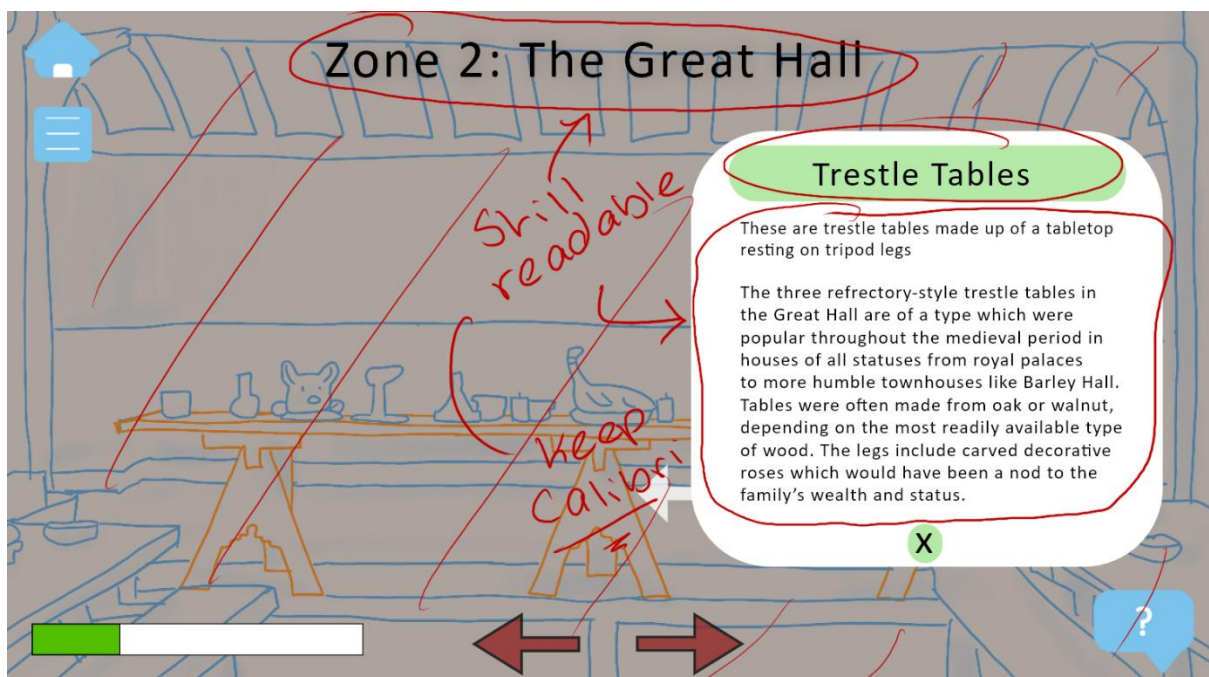 Zone 2: The Great Hall
Still
readable
Keep
Calibri
Trestle Tables
These are trestle tables made up of a tabletop
resting on tripod legs
The three refrectory-style trestle tables in
the Great Hall are of a type which were
popular throughout the medieval period in
houses of all statuses from royal palaces
to more humble townhouses like Barley Hall.
Tables were often made from oak or walnut,
depending on the most readily available type
of wood. The legs include carved decorative
roses which would have been a nod to the
family’s wealth and status.
X
?